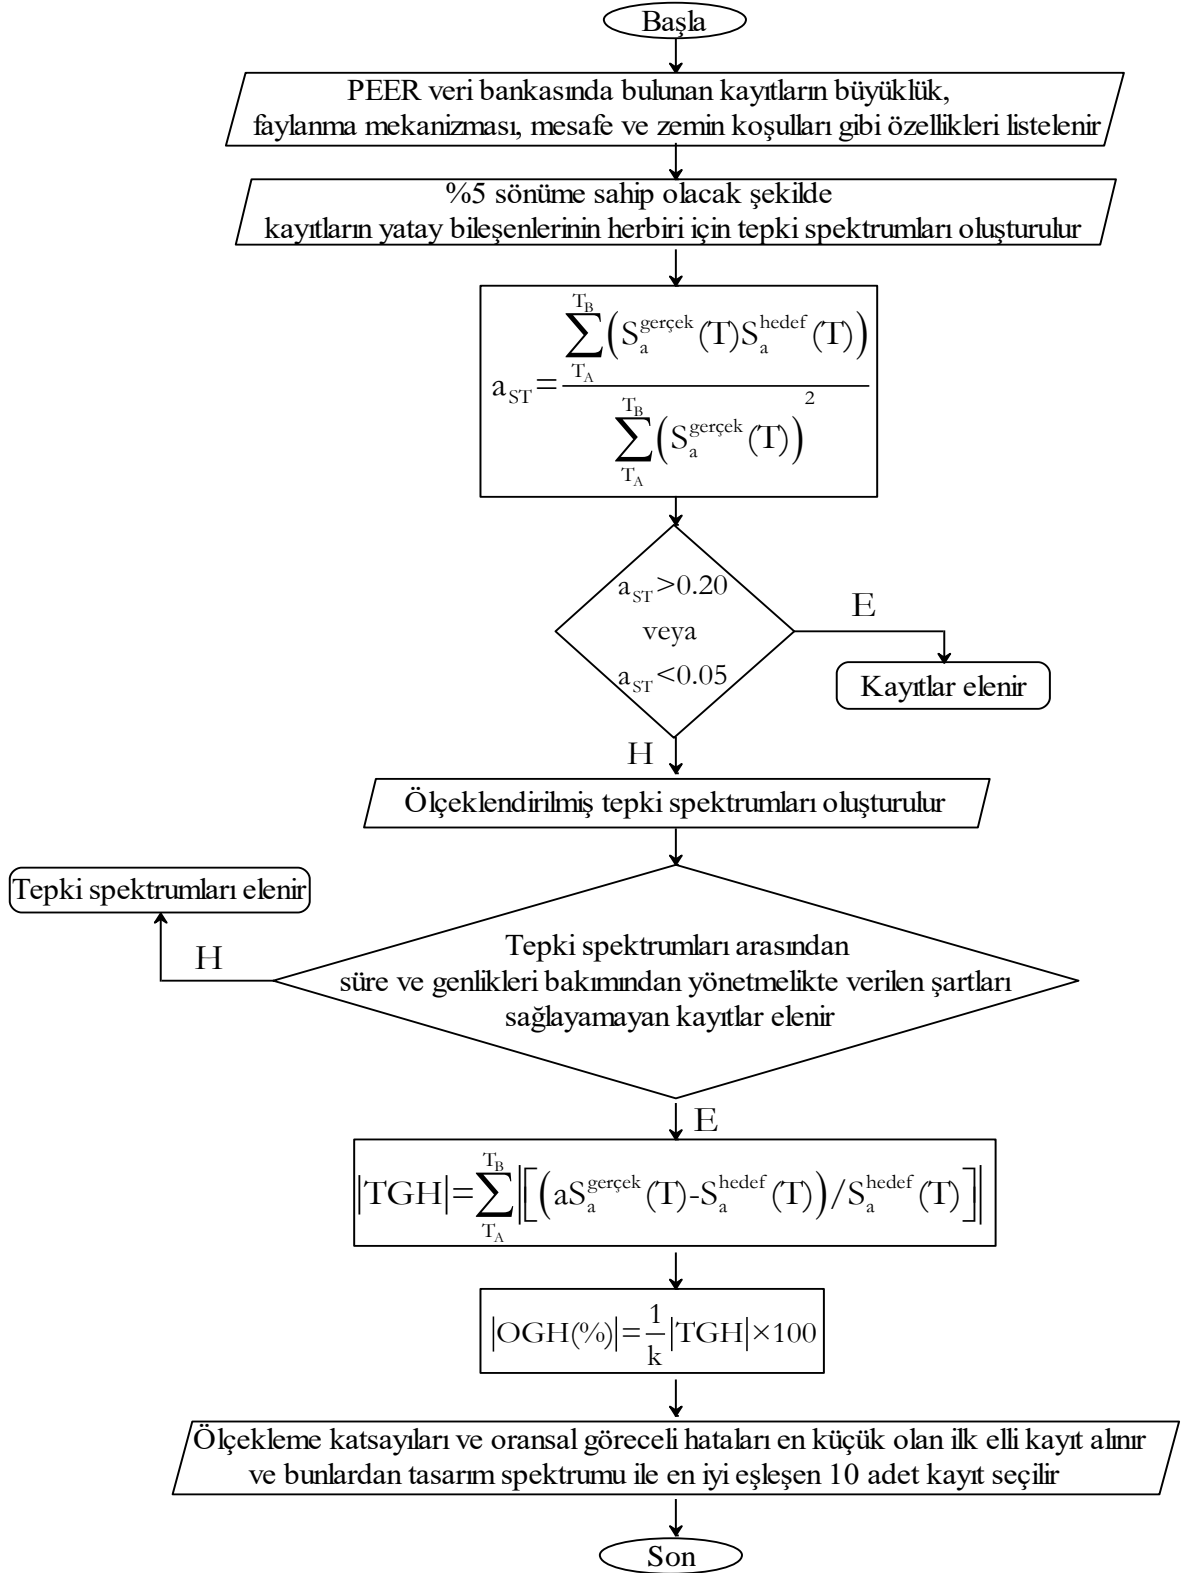 Başla
PEER veri bankasında bulunan kayıtların büyüklük,
faylanma mekanizması, mesafe ve zemin koşulları gibi özellikleri listelenir
%5 sönüme sahip olacak şekilde
kayıtların yatay bileşenlerinin herbiri için tepki spektrumları oluşturulur
a_ST = \frac{\sum_{T_A}^{T_B} (S_a^{gerçek}(T)S_a^{hedef}(T))}{\sum_{T_A}^{T_B} (S_a^{gerçek}(T))^2}
a_ST>0.20
veya
a_ST<0.05
E
Kayıtlar elenir
H
Ölçeklendirilmiş tepki spektrumları oluşturulur
Tepki spektrumları elenir
H
Tepki spektrumları arasından
süre ve genlikleri bakımından yönetmelikte verilen şartları
sağlayamayan kayıtlar elenir
E
|TGH|=\sum_{T_A}^{T_B} |[(aS_a^{gerçek}(T)-S_a^{hedef}(T))/S_a^{hedef}(T)]|
|OGH(%)|=\frac{1}{k}|TGH|×100
Ölçekleme katsayıları ve oransal göreceli hataları en küçük olan ilk elli kayıt alınır
ve bunlardan tasarım spektrumu ile en iyi eşleşen 10 adet kayıt seçilir
Son